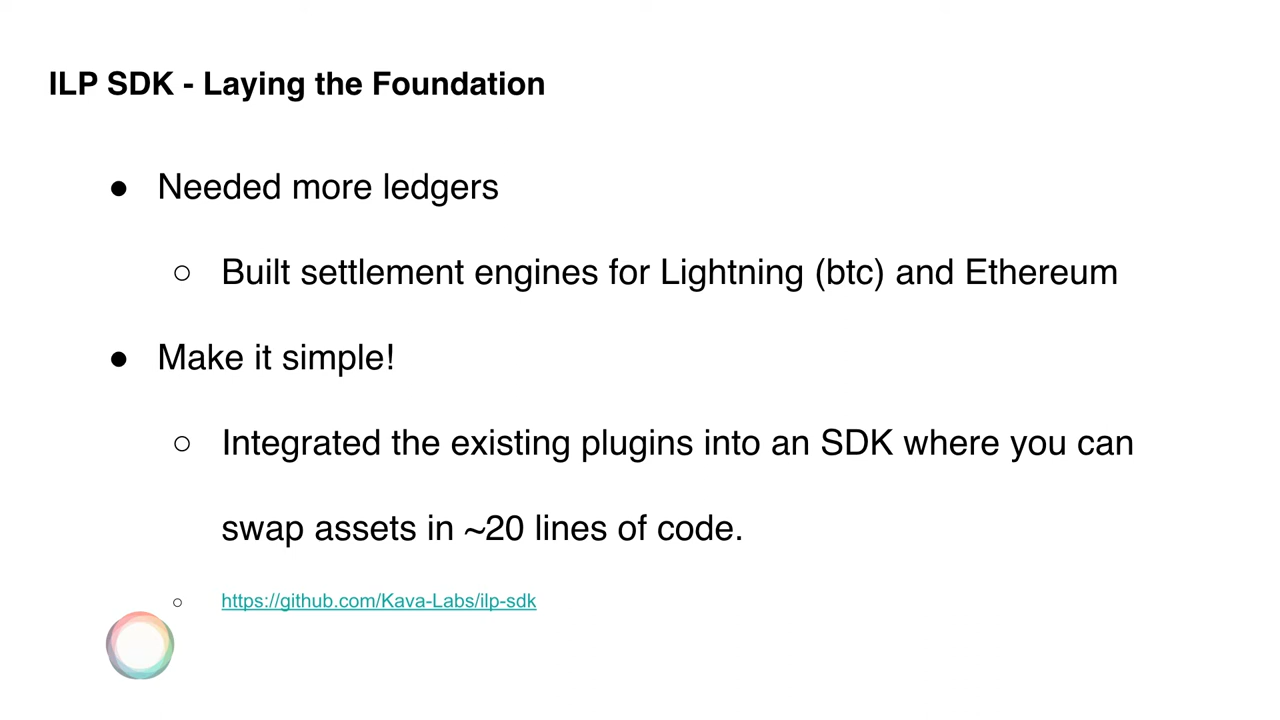 ILP SDK - Laying the Foundation
● Needed more ledgers
○ Built settlement engines for Lightning (btc) and Ethereum
● Make it simple!
○ Integrated the existing plugins into an SDK where you can
swap assets in ~20 lines of code.
○ https://github.com/Kava-Labs/ilp-sdk